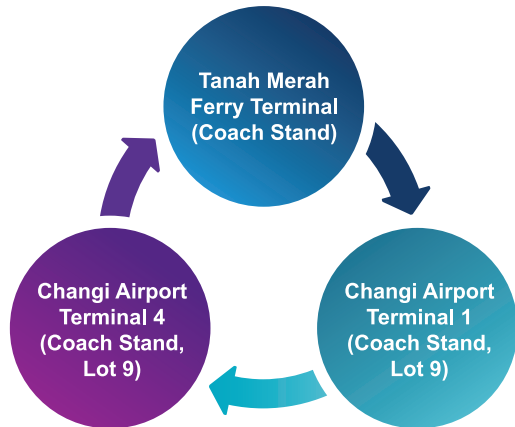 Tanah Merah
Ferry Terminal
(Coach Stand)
Changi Airport
Terminal 1
(Coach Stand,
Lot 9)
Changi Airport
Terminal 4
(Coach Stand,
Lot 9)